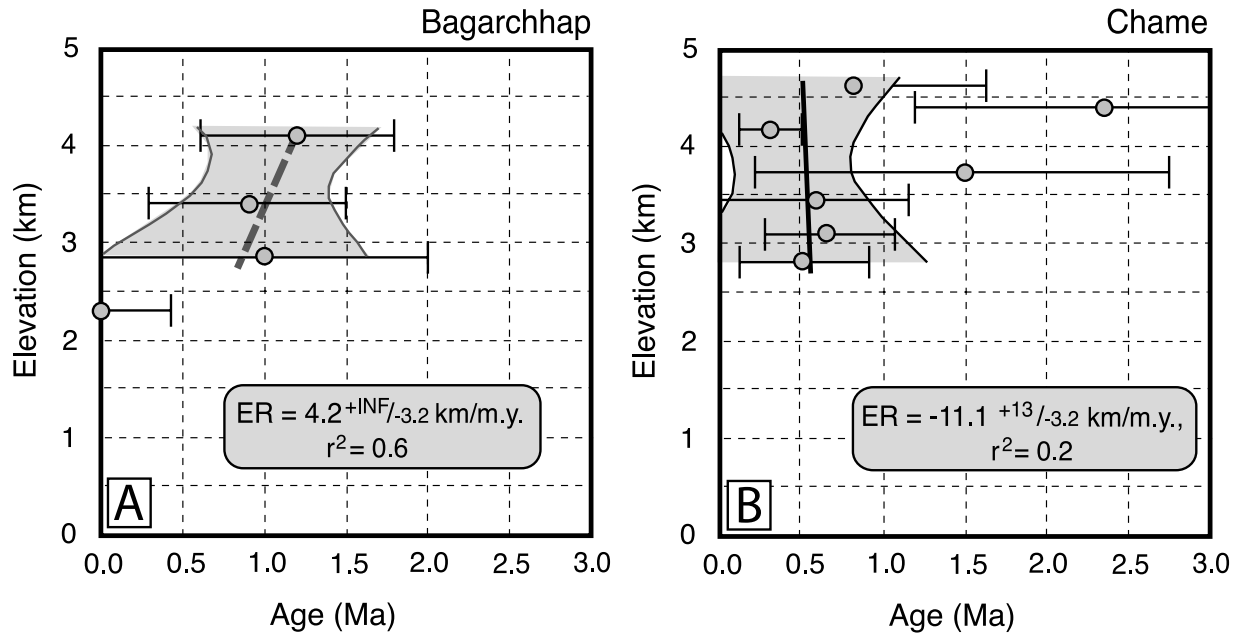 Bagarchhap
5
4
3
2
1
0
Elevation (km)
0.0 0.5 1.0 1.5 2.0 2.5 3.0
Age (Ma)
ER = 4.2 +INF/-3.2 km/m.y.
r² = 0.6
A
Chame
5
4
3
2
1
0
Elevation (km)
0.0 0.5 1.0 1.5 2.0 2.5 3.0
Age (Ma)
ER = -11.1 +13/-3.2 km/m.y.,
r² = 0.2
B